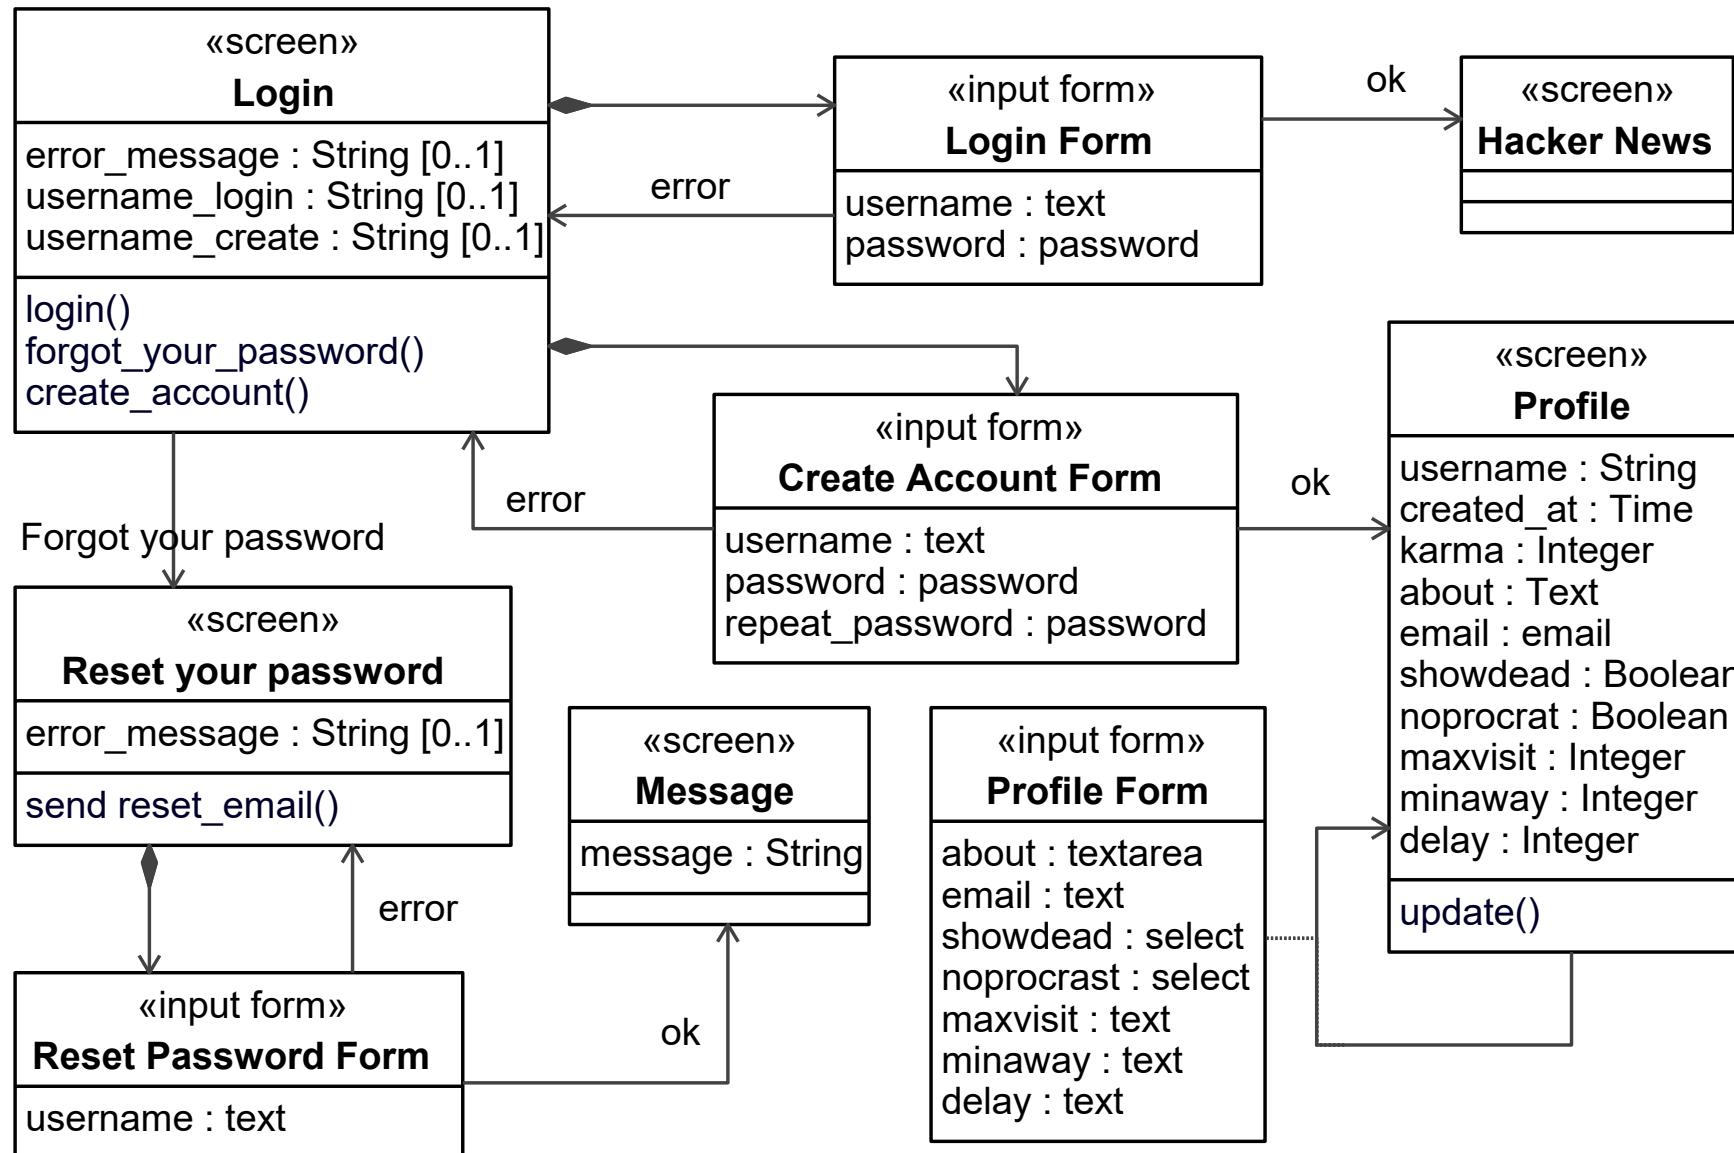 «screen»
Login
error_message : String [0..1]
username_login : String [0..1]
username_create : String [0..1]
login()
forgot_your_password()
create_account()
«input form»
Login Form
username : text
password : password
ok
error
«screen»
Hacker News
«input form»
Create Account Form
username : text
password : password
repeat_password : password
error
ok
«screen»
Profile
username : String
created_at : Time
karma : Integer
about : Text
email : email
showdead : Boolean
noprocrat : Boolean
maxvisit : Integer
minaway : Integer
delay : Integer
update()
Forgot your password
«screen»
Reset your password
error_message : String [0..1]
send reset_email()
error
«screen»
Message
message : String
«input form»
Profile Form
about : textarea
email : text
showdead : select
noprocrast : select
maxvisit : text
minaway : text
delay : text
«input form»
Reset Password Form
username : text
ok